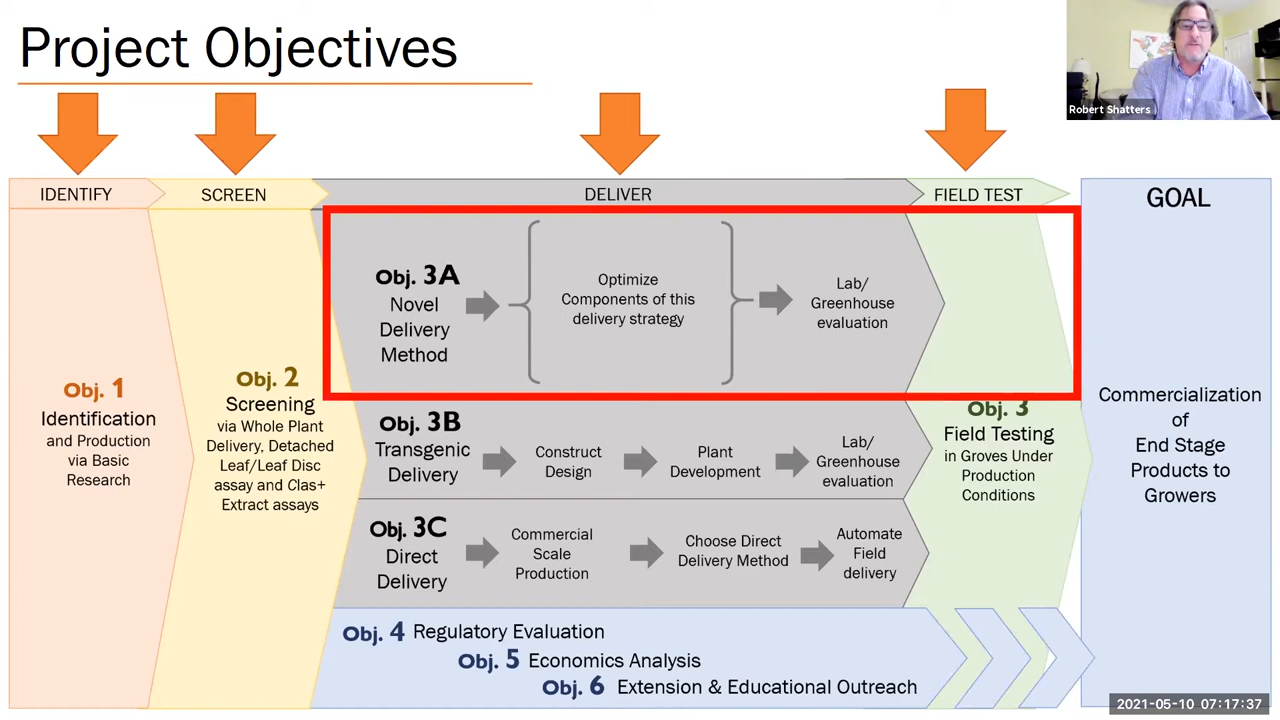 Project Objectives
Robert Shatters
IDENTIFY
SCREEN
DELIVER
FIELD TEST
GOAL
Obj. 1
Identification
and Production
via Basic
Research
Obj. 2
Screening
via Whole Plant
Delivery, Detached
Leaf/Leaf Disc
assay and Clas+
Extract assays
Obj. 3A
Novel
Delivery
Method
Optimize
Components of this
delivery strategy
Lab/
Greenhouse
evaluation
Obj. 3B
Transgenic
Delivery
Construct
Design
Plant
Development
Lab/
Greenhouse
evaluation
Obj. 3C
Direct
Delivery
Commercial
Scale
Production
Choose Direct
Delivery Method
Automate
Field
delivery
Obj. 3
Field Testing
in Groves Under
Production
Conditions
Commercialization
of
End Stage
Products to
Growers
Obj. 4 Regulatory Evaluation
Obj. 5 Economics Analysis
Obj. 6 Extension & Educational Outreach
2021-05-10 07:17:37